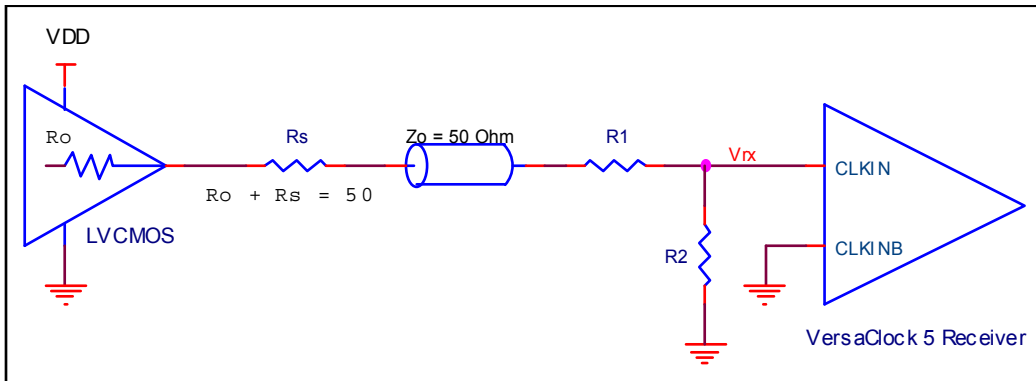 VDD
Ro
Rs
Zo = 50 Ohm
R1
Vrx
CLKIN
Ro + Rs = 50
LVCMOS
R2
CLKINB
VersaClock 5 Receiver